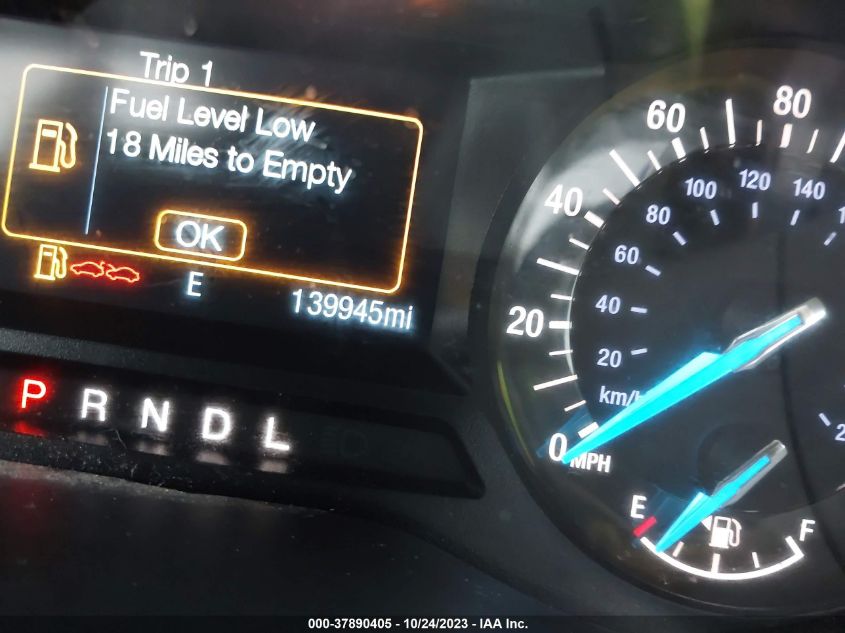 Trip 1
Fuel Level Low
18 Miles to Empty
OK
E
139945mi
P R N D L
0 20 40 60 80
MPH
20 40 60 80 100 120 140
km/h
E F
000-37890405 - 10/24/2023 - IAA Inc.